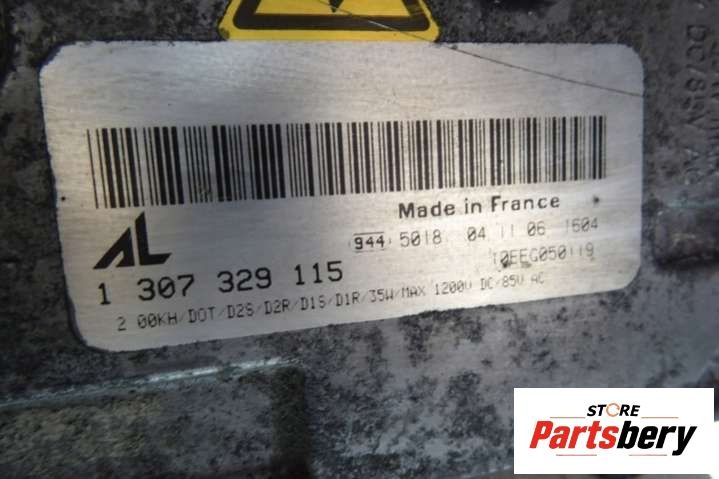 Made in France
944 5018 04 11 06 1604
AL
1 307 329 115
2 00KH/DOT/D2S/D2R/D1S/D1R/35W/MAX 1200V DC/85V AC
STORE
Partsbery